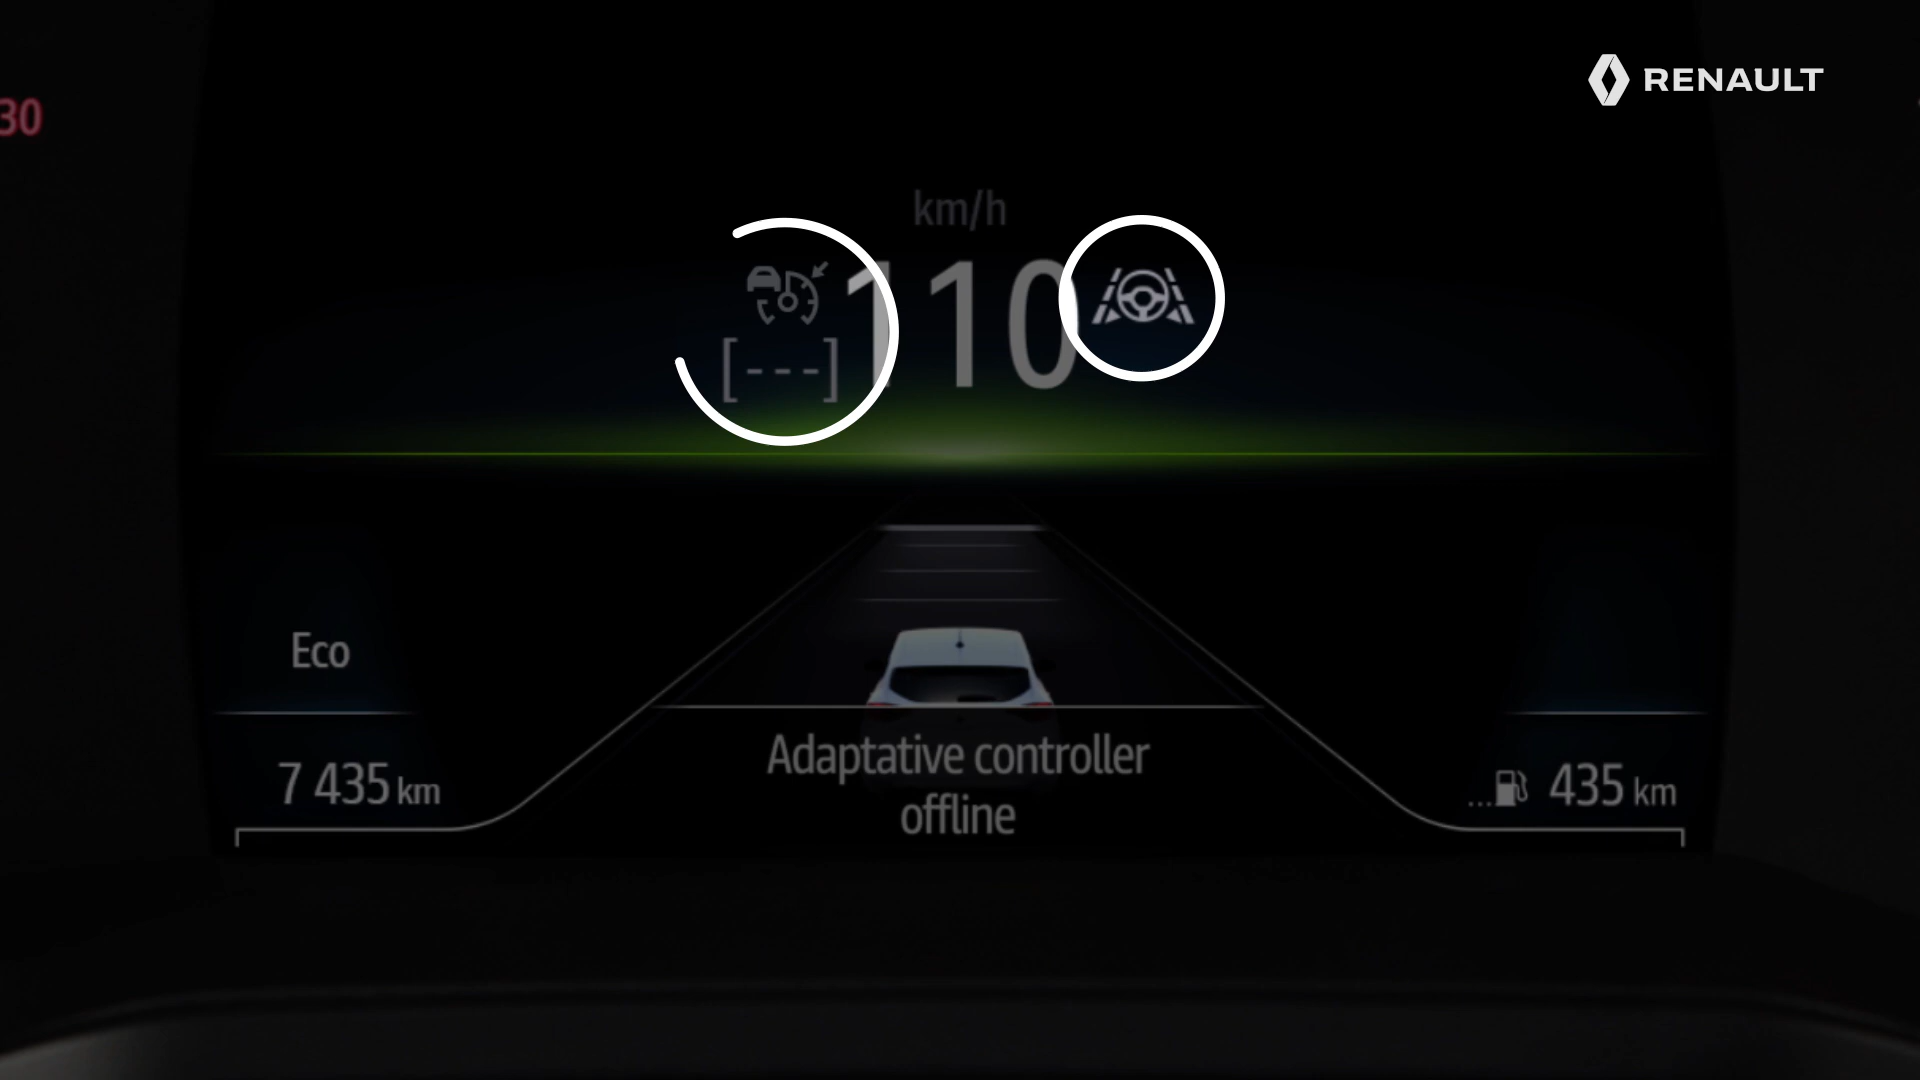 RENAULT
30
km/h
110
[---]
Eco
7 435 km
Adaptative controller
offline
...435 km